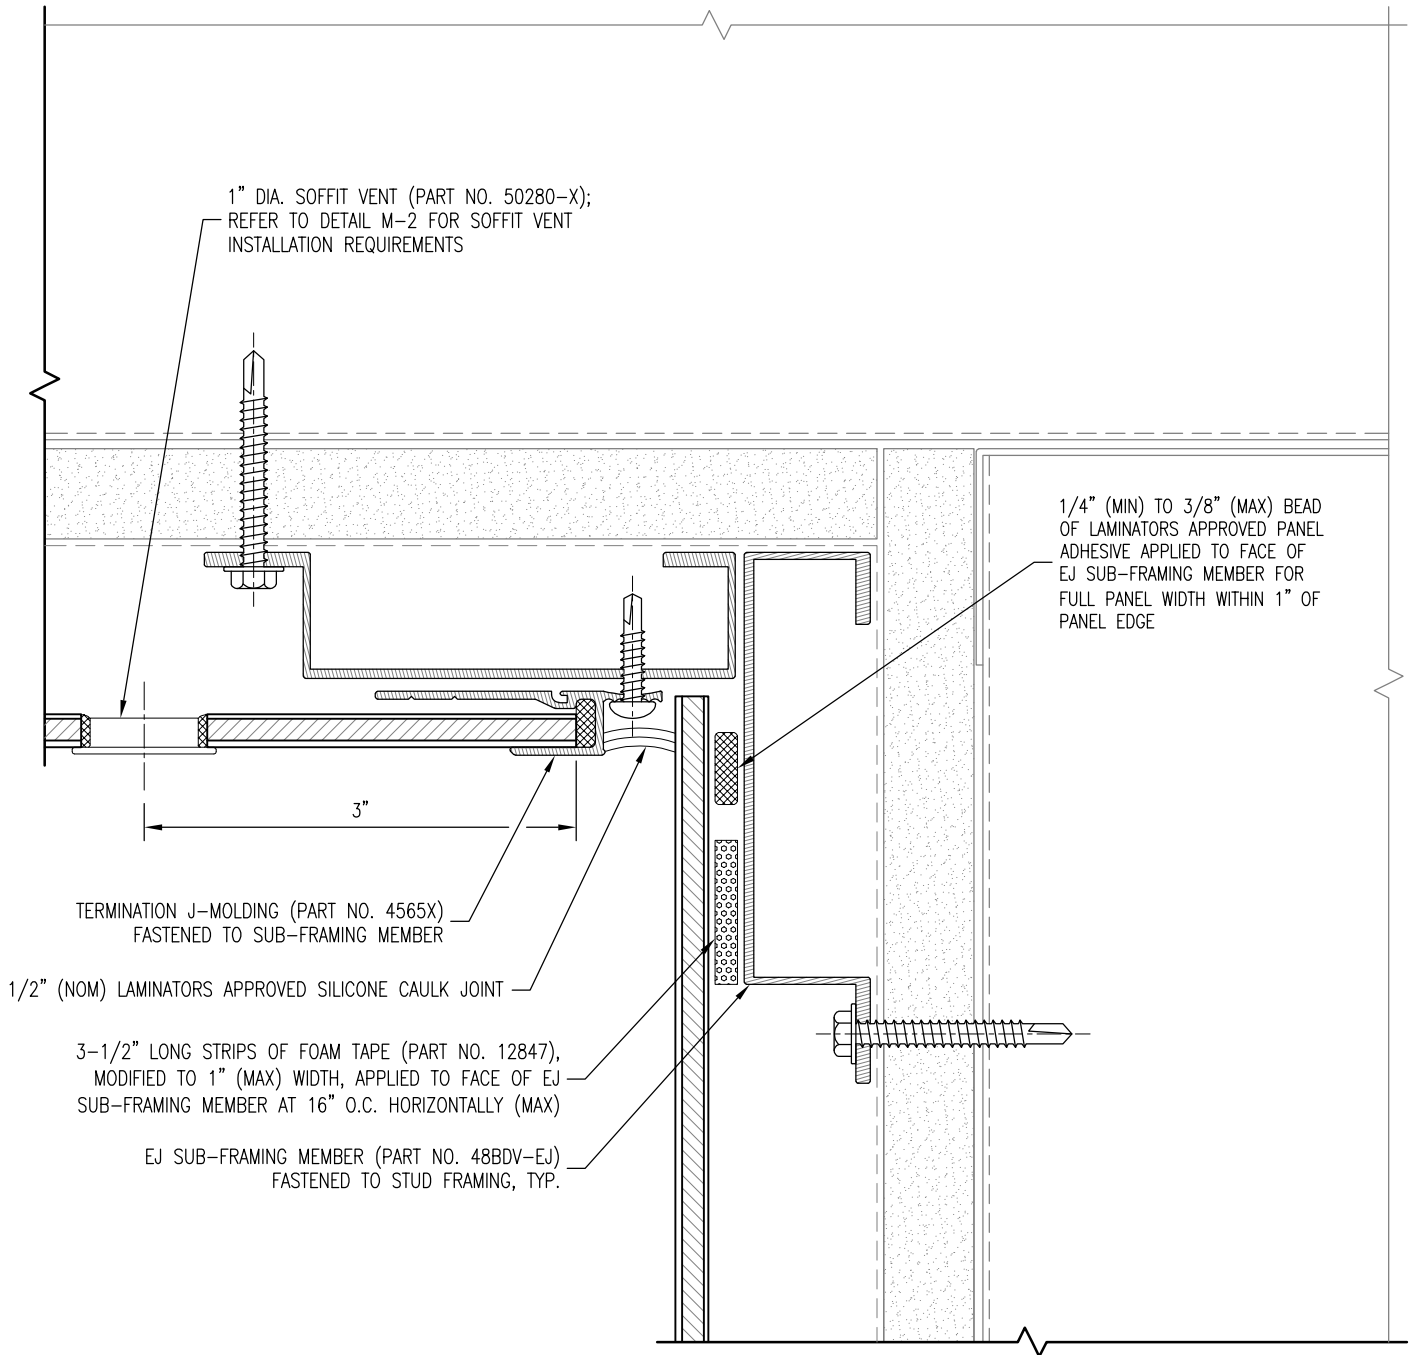 1” DIA. SOFFIT VENT (PART NO. 50280-X);
REFER TO DETAIL M-2 FOR SOFFIT VENT
INSTALLATION REQUIREMENTS
1/4” (MIN) TO 3/8” (MAX) BEAD
OF LAMINATORS APPROVED PANEL
ADHESIVE APPLIED TO FACE OF
EJ SUB-FRAMING MEMBER FOR
FULL PANEL WIDTH WITHIN 1” OF
PANEL EDGE
3”
TERMINATION J-MOLDING (PART NO. 4565X)
FASTENED TO SUB-FRAMING MEMBER
1/2” (NOM) LAMINATORS APPROVED SILICONE CAULK JOINT
3-1/2” LONG STRIPS OF FOAM TAPE (PART NO. 12847),
MODIFIED TO 1” (MAX) WIDTH, APPLIED TO FACE OF EJ
SUB-FRAMING MEMBER AT 16” O.C. HORIZONTALLY (MAX)
EJ SUB-FRAMING MEMBER (PART NO. 48BDV-EJ)
FASTENED TO STUD FRAMING, TYP.